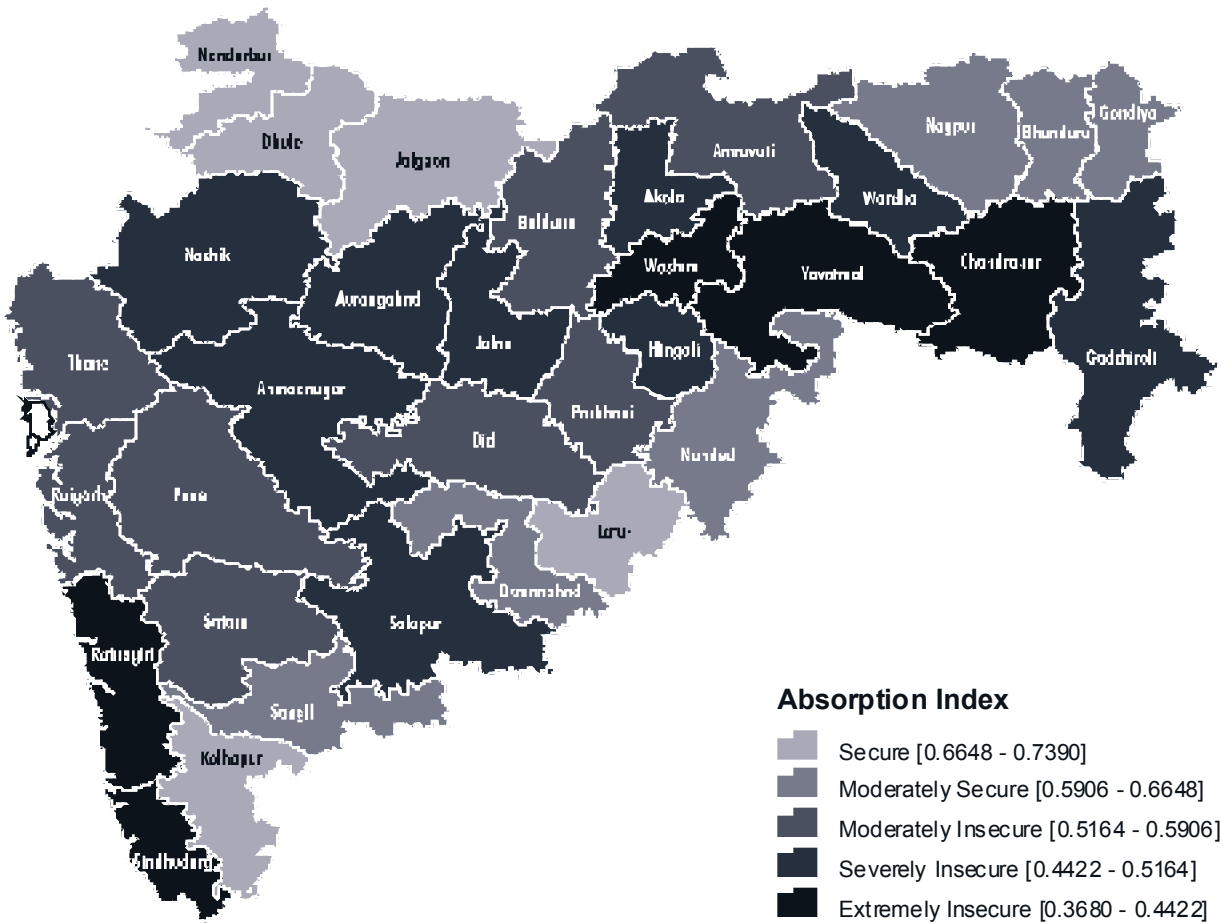 Nandurbar
Dhule
Jalgaon
Nagpur
Bhandara
Gondiya
Amravati
Akola
Wardha
Buldana
Nashik
Washim
Yavatmal
Chandrapur
Aurangabad
Jalna
Hingoli
Gadchiroli
Thane
Ahmadnagar
Parbhani
Bid
Nanded
Raigarh
Pune
Latur
Osmanabad
Satara
Solapur
Ratnagiri
Sangli
Kolhapur
Sindhudurg
Absorption Index
Secure [0.6648 - 0.7390]
Moderately Secure [0.5906 - 0.6648]
Moderately Insecure [0.5164 - 0.5906]
Severely Insecure [0.4422 - 0.5164]
Extremely Insecure [0.3680 - 0.4422]